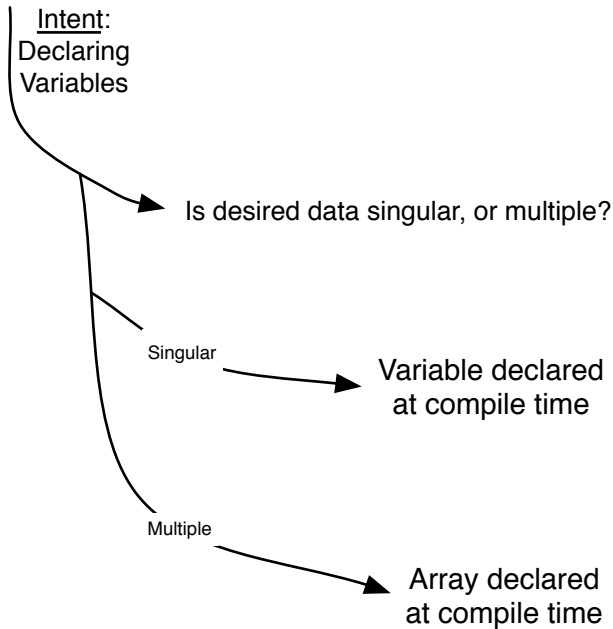 Intent:
Declaring
Variables
Is desired data singular, or multiple?
Singular
Variable declared
at compile time
Multiple
Array declared
at compile time